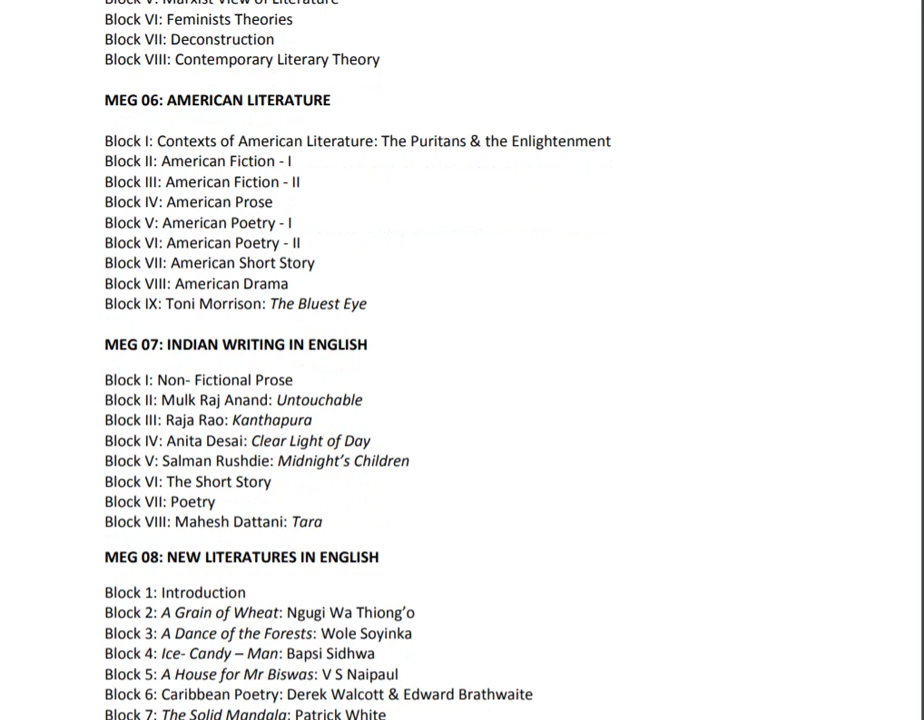 Block V: Marxist View of Literature
Block VI: Feminists Theories
Block VII: Deconstruction
Block VIII: Contemporary Literary Theory
MEG 06: AMERICAN LITERATURE
Block I: Contexts of American Literature: The Puritans & the Enlightenment
Block II: American Fiction - I
Block III: American Fiction - II
Block IV: American Prose
Block V: American Poetry - I
Block VI: American Poetry - II
Block VII: American Short Story
Block VIII: American Drama
Block IX: Toni Morrison: The Bluest Eye
MEG 07: INDIAN WRITING IN ENGLISH
Block I: Non- Fictional Prose
Block II: Mulk Raj Anand: Untouchable
Block III: Raja Rao: Kanthapura
Block IV: Anita Desai: Clear Light of Day
Block V: Salman Rushdie: Midnight’s Children
Block VI: The Short Story
Block VII: Poetry
Block VIII: Mahesh Dattani: Tara
MEG 08: NEW LITERATURES IN ENGLISH
Block 1: Introduction
Block 2: A Grain of Wheat: Ngugi Wa Thiong’o
Block 3: A Dance of the Forests: Wole Soyinka
Block 4: Ice- Candy – Man: Bapsi Sidhwa
Block 5: A House for Mr Biswas: V S Naipaul
Block 6: Caribbean Poetry: Derek Walcott & Edward Brathwaite
Block 7: The Solid Mandala: Patrick White